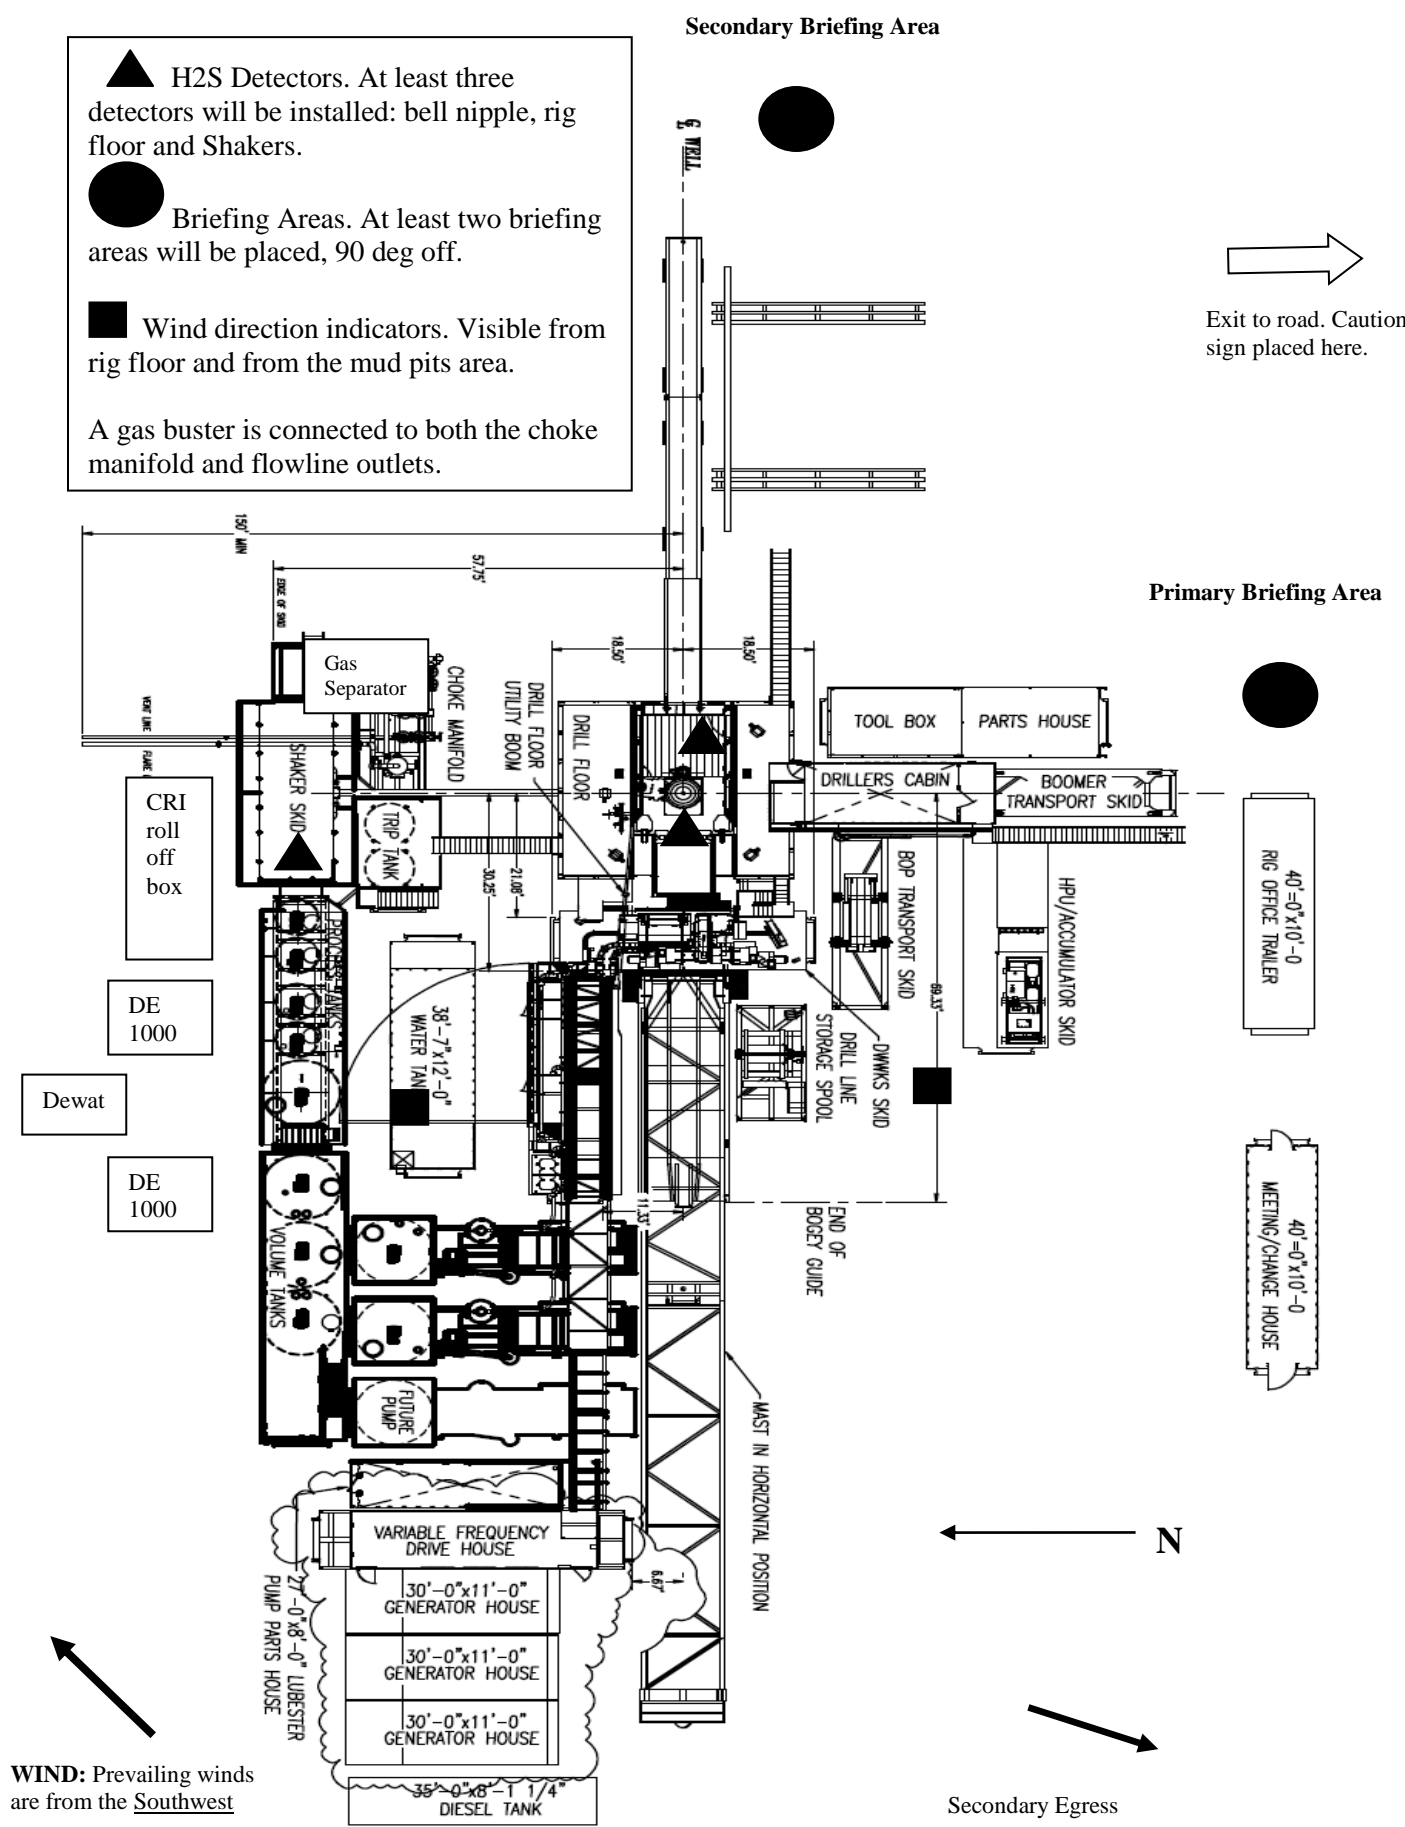 Secondary Briefing Area
H2S Detectors. At least three
detectors will be installed: bell nipple, rig
floor and Shakers.
Briefing Areas. At least two briefing
areas will be placed, 90 deg off.
Wind direction indicators. Visible from
rig floor and from the mud pits area.
A gas buster is connected to both the choke
manifold and flowline outlets.
℄ WELL
Exit to road. Caution
sign placed here.
150' MIN
57.75'
EDGE OF SKID
Primary Briefing Area
18.50'
18.50'
Gas
Separator
CHOKE MANIFOLD
DRILL FLOOR
UTILITY BOOM
DRILL FLOOR
TOOL BOX
PARTS HOUSE
VENT LINE
SHAKER SKID
DRILLERS CABIN
BOOMER
TRANSPORT SKID
CRI
roll
off
box
TRIP TANK
30.25'
21.08'
BOP TRANSPORT SKID
HPU/ACCUMULATOR SKID
40'=0"x10'-0
RIG OFFICE TRAILER
PROCESS TANKS
DE
1000
38'-7"x12'-0"
WATER TANK
69.33'
DWWKS SKID
DRILL LINE
STORAGE SPOOL
Dewat
DE
1000
VOLUME TANKS
11.33'
END OF
BOGEY GUIDE
40'=0"x10'-0
MEETING/CHANGE HOUSE
FUTURE
PUMP
MAST IN HORIZONTAL POSITION
VARIABLE FREQUENCY
DRIVE HOUSE
N
6.67'
27'-0"x8'-0" LUBESTER
PUMP PARTS HOUSE
30'-0"x11'-0"
GENERATOR HOUSE
30'-0"x11'-0"
GENERATOR HOUSE
30'-0"x11'-0"
GENERATOR HOUSE
35'-0"x8'-1 1/4"
DIESEL TANK
WIND: Prevailing winds
are from the Southwest
Secondary Egress